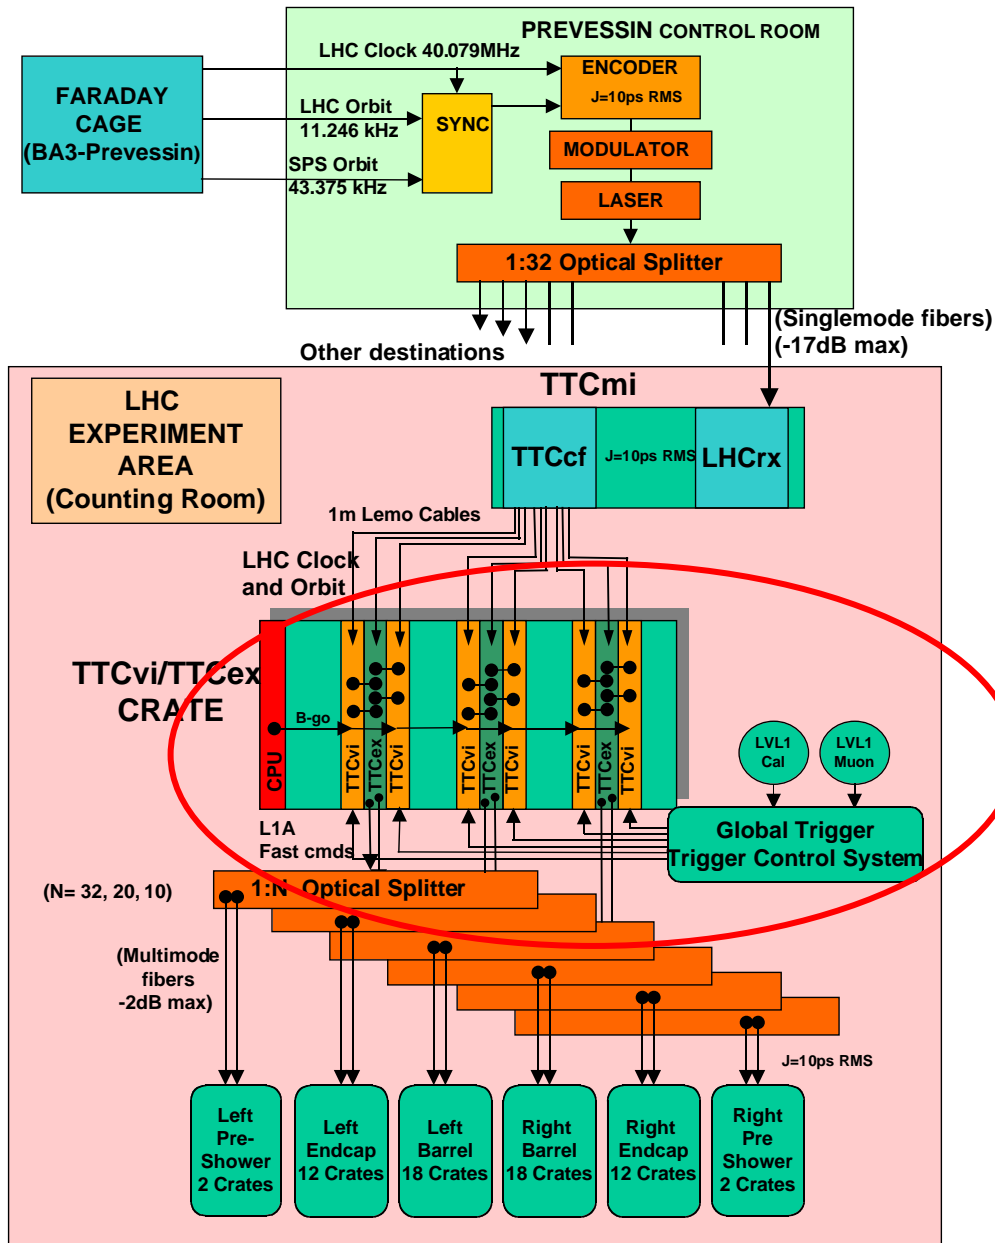 PREVESSIN CONTROL ROOM
LHC Clock 40.079MHz
FARADAY
CAGE
(BA3-Prevessin)
LHC Orbit
11.246 kHz
SPS Orbit
43.375 kHz
SYNC
ENCODER
J=10ps RMS
MODULATOR
LASER
1:32 Optical Splitter
(Singlemode fibers)
(-17dB max)
Other destinations
LHC
EXPERIMENT
AREA
(Counting Room)
TTCmi
TTCcf
J=10ps RMS
LHCrx
1m Lemo Cables
LHC Clock
and Orbit
TTCvi/TTCex
CRATE
CPU
B-go
TTCvi
TTCex
TTCvi
TTCvi
TTCex
TTCvi
TTCvi
TTCex
TTCvi
LVL1
Cal
LVL1
Muon
Global Trigger
Trigger Control System
L1A
Fast cmds
(N= 32, 20, 10)
1:N Optical Splitter
(Multimode
fibers
-2dB max)
J=10ps RMS
Left
Pre-
Shower
2 Crates
Left
Endcap
12 Crates
Left
Barrel
18 Crates
Right
Barrel
18 Crates
Right
Endcap
12 Crates
Right
Pre
Shower
2 Crates